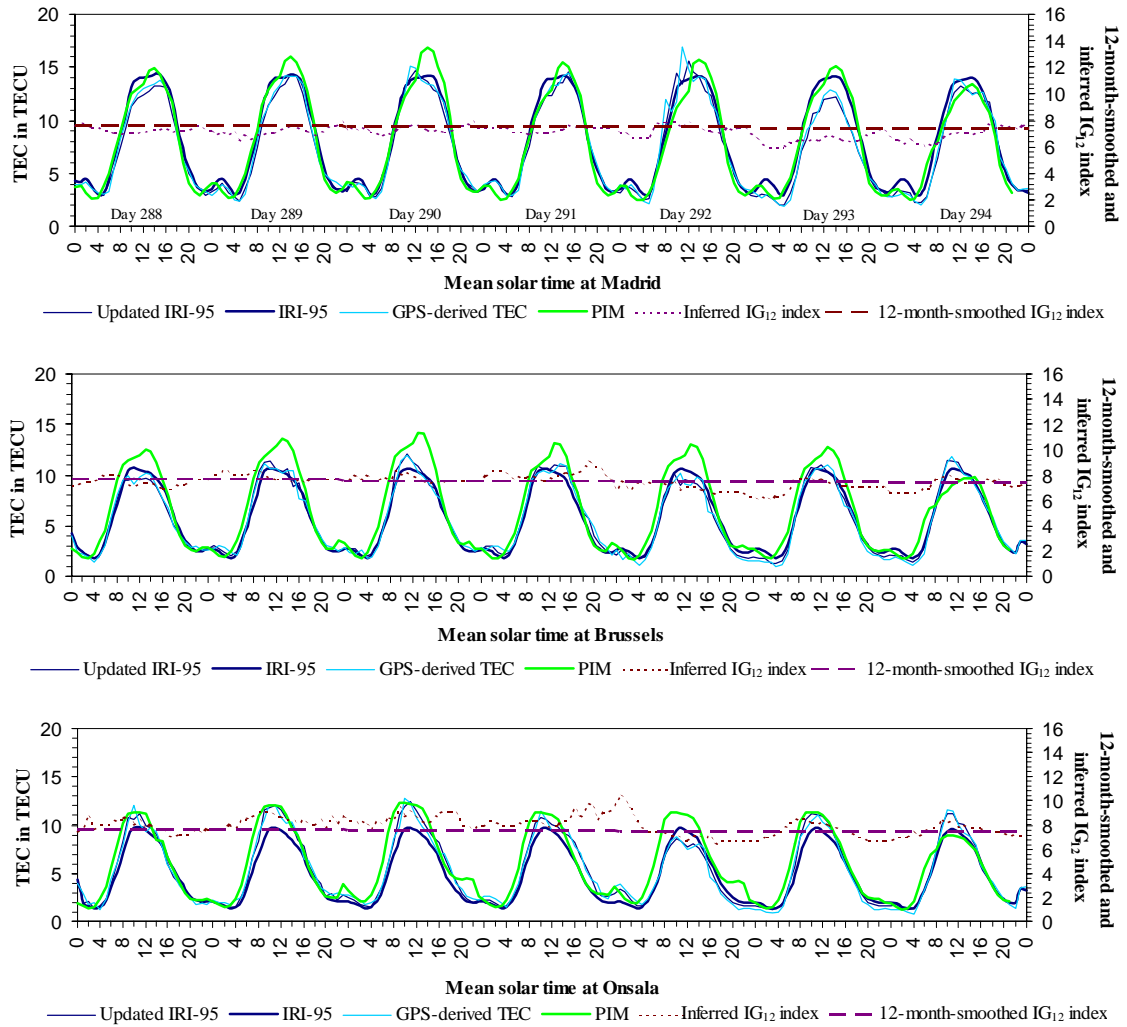 TEC in TECU
20
15
10
5
0
16
14
12
10
8
6
4
2
0
12-month-smoothed and
inferred IG12 index
Day 288 Day 289 Day 290 Day 291 Day 292 Day 293 Day 294
0 4 8 12 16 20 0 4 8 12 16 20 0 4 8 12 16 20 0 4 8 12 16 20 0 4 8 12 16 20 0 4 8 12 16 20 0 4 8 12 16 20 0
Mean solar time at Madrid
Updated IRI-95 IRI-95 GPS-derived TEC PIM Inferred IG12 index 12-month-smoothed IG12 index
TEC in TECU
20
15
10
5
0
16
14
12
10
8
6
4
2
0
12-month-smoothed and
inferred IG12 index
0 4 8 12 16 20 0 4 8 12 16 20 0 4 8 12 16 20 0 4 8 12 16 20 0 4 8 12 16 20 0 4 8 12 16 20 0 4 8 12 16 20 0
Mean solar time at Brussels
Updated IRI-95 IRI-95 GPS-derived TEC PIM Inferred IG12 index 12-month-smoothed IG12 index
TEC in TECU
20
15
10
5
0
16
14
12
10
8
6
4
2
0
12-month-smoothed and
inferred IG12 index
0 4 8 12 16 20 0 4 8 12 16 20 0 4 8 12 16 20 0 4 8 12 16 20 0 4 8 12 16 20 0 4 8 12 16 20 0 4 8 12 16 20 0
Mean solar time at Onsala
Updated IRI-95 IRI-95 GPS-derived TEC PIM Inferred IG12 index 12-month-smoothed IG12 index